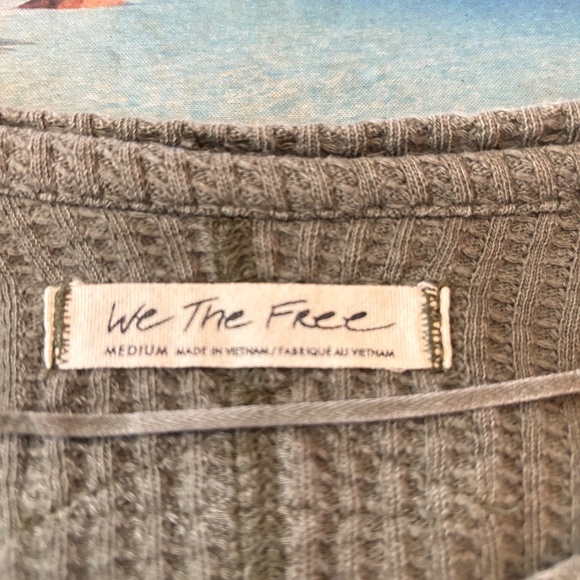 We The Free
MEDIUM MADE IN VIETNAM/FABRIQUÉ AU VIETNAM